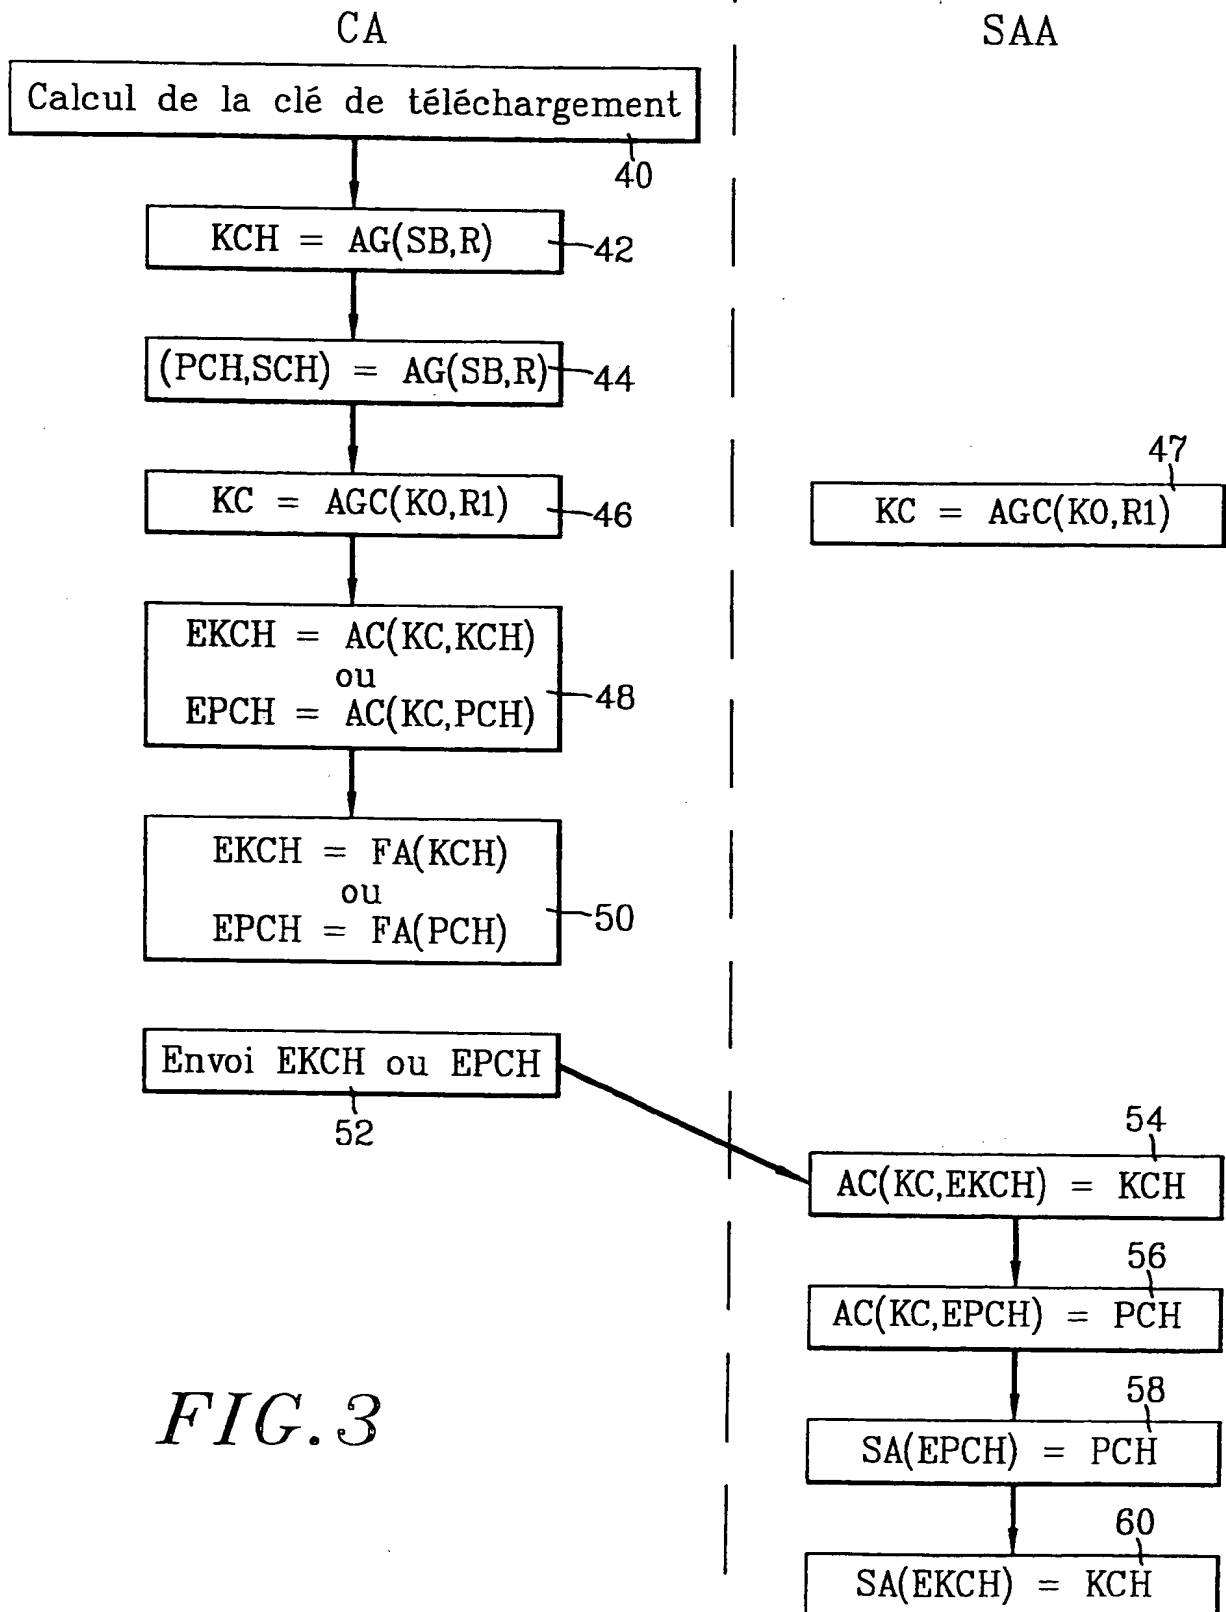 CA
SAA
Calcul de la clé de téléchargement
40
KCH = AG(SB,R)
42
(PCH,SCH) = AG(SB,R)
44
KC = AGC(KO,R1)
46
47
KC = AGC(KO,R1)
EKCH = AC(KC,KCH)
ou
EPCH = AC(KC,PCH)
48
EKCH = FA(KCH)
ou
EPCH = FA(PCH)
50
Envoi EKCH ou EPCH
52
54
AC(KC,EKCH) = KCH
56
AC(KC,EPCH) = PCH
58
SA(EPCH) = PCH
60
SA(EKCH) = KCH
FIG.3